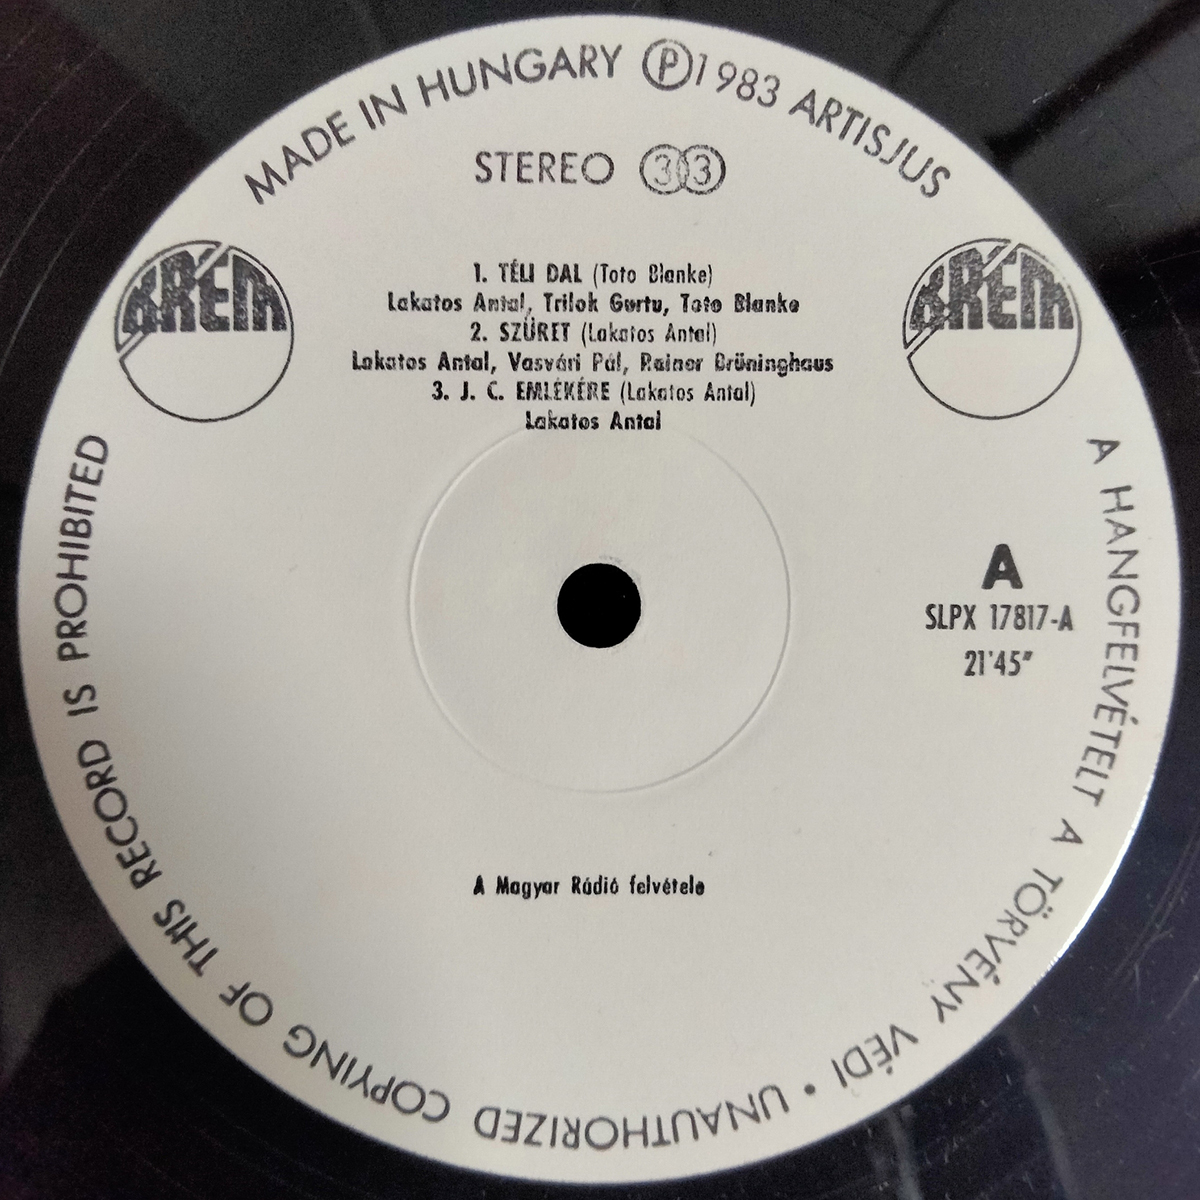 MADE IN HUNGARY Ⓟ 1983 ARTISJUS
STEREO 33
KRÉM
KRÉM
1. TÉLI DAL (Toto Blanke)
Lakatos Antal, Trilok Gurtu, Toto Blanke
2. SZÜRET (Lakatos Antal)
Lakatos Antal, Vasvári Pál, Rainer Brüninghaus
3. J. C. EMLÉKÉRE (Lakatos Antal)
Lakatos Antal
A
SLPX 17817-A
21'45"
A Magyar Rádió felvétele
A HANGFELVÉTELT A TÖRVÉNY VÉDI • UNAUTHORIZED COPYING OF THIS RECORD IS PROHIBITED